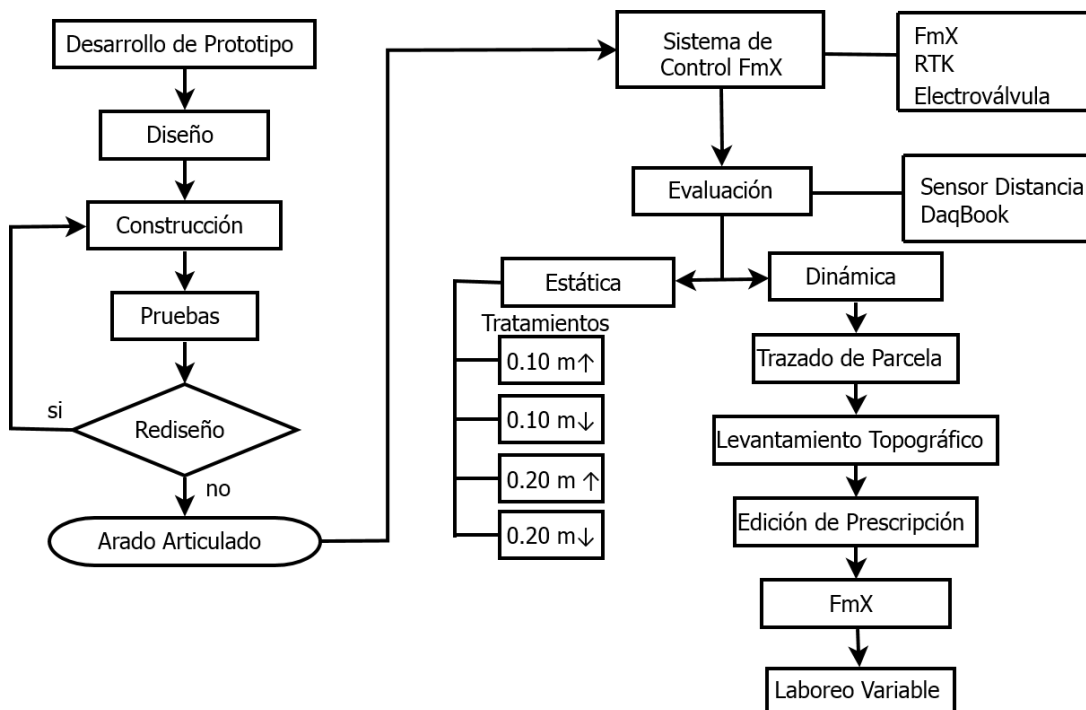 Desarrollo de Prototipo
Diseño
Construcción
Pruebas
si
Rediseño
no
Arado Articulado
Sistema de
Control FmX
FmX
RTK
Electroválvula
Evaluación
Sensor Distancia
DaqBook
Estática
Tratamientos
0.10 m↑
0.10 m↓
0.20 m ↑
0.20 m↓
Dinámica
Trazado de Parcela
Levantamiento Topográfico
Edición de Prescripción
FmX
Laboreo Variable